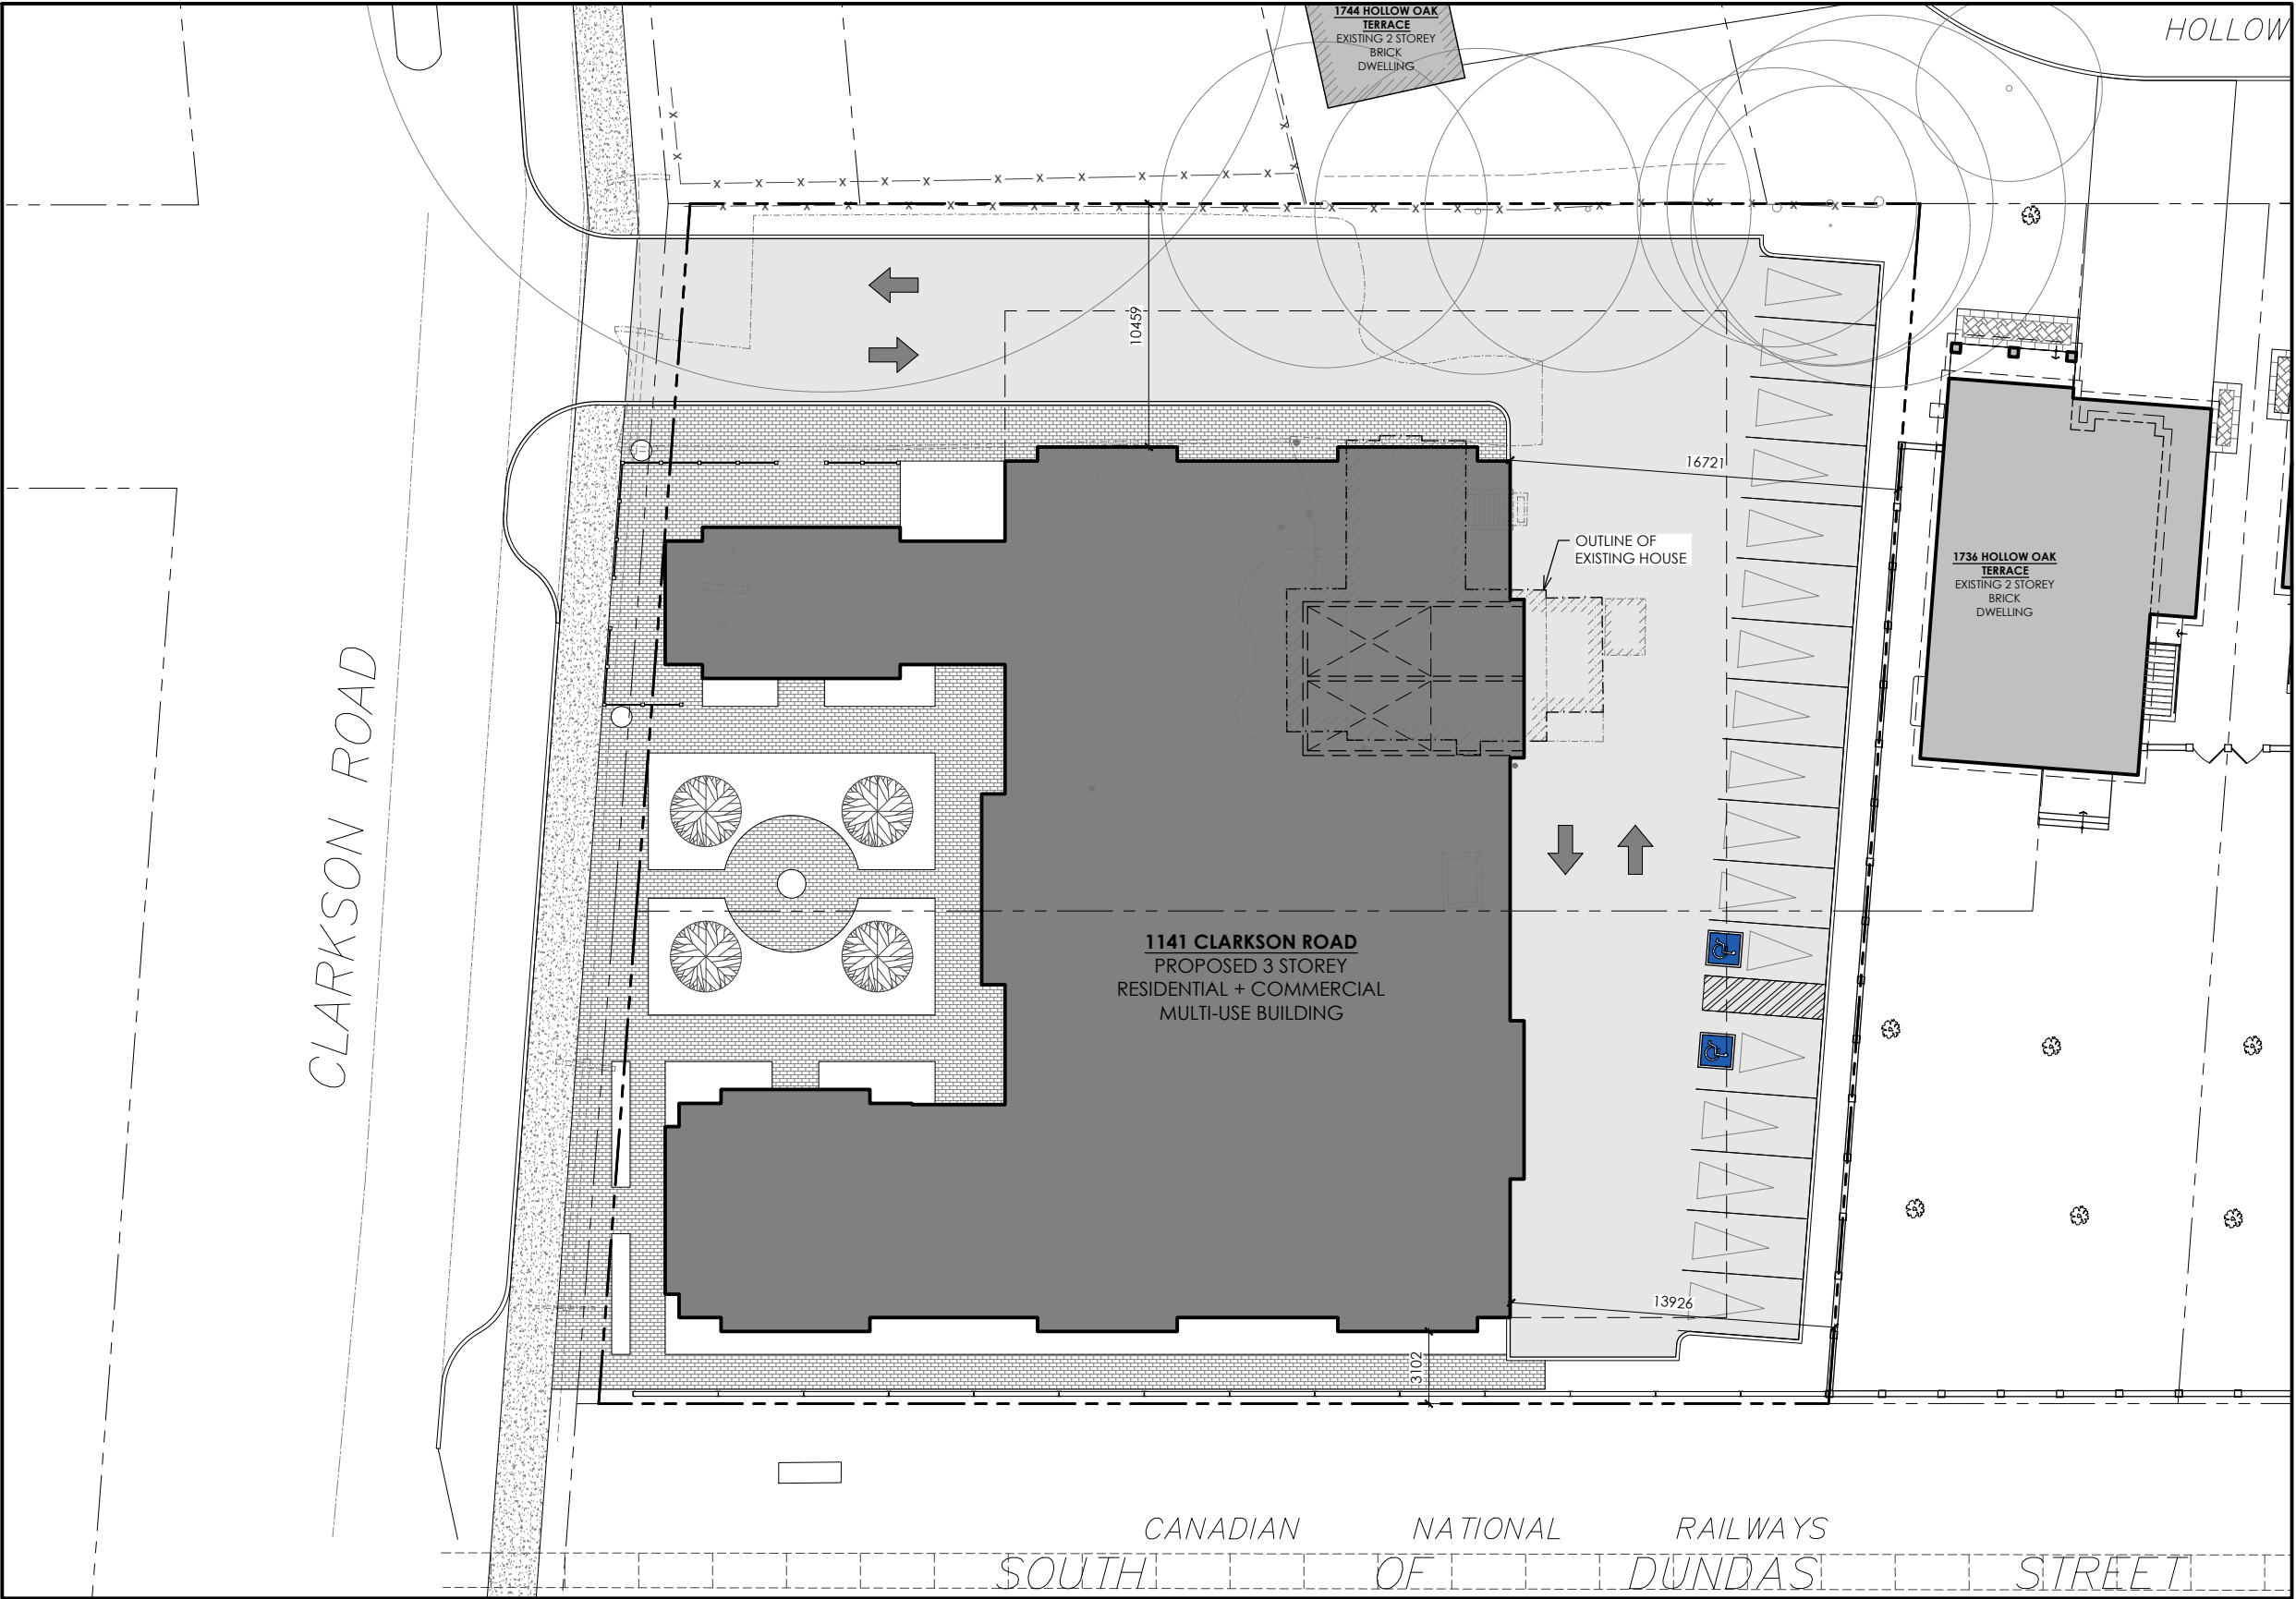 1744 HOLLOW OAK
TERRACE
EXISTING 2 STOREY
BRICK
DWELLING
HOLLOW
10459
16721
OUTLINE OF
EXISTING HOUSE
1736 HOLLOW OAK
TERRACE
EXISTING 2 STOREY
BRICK
DWELLING
CLARKSON ROAD
1141 CLARKSON ROAD
PROPOSED 3 STOREY
RESIDENTIAL + COMMERCIAL
MULTI-USE BUILDING
13926
3102
CANADIAN NATIONAL RAILWAYS
SOUTH OF DUNDAS STREET